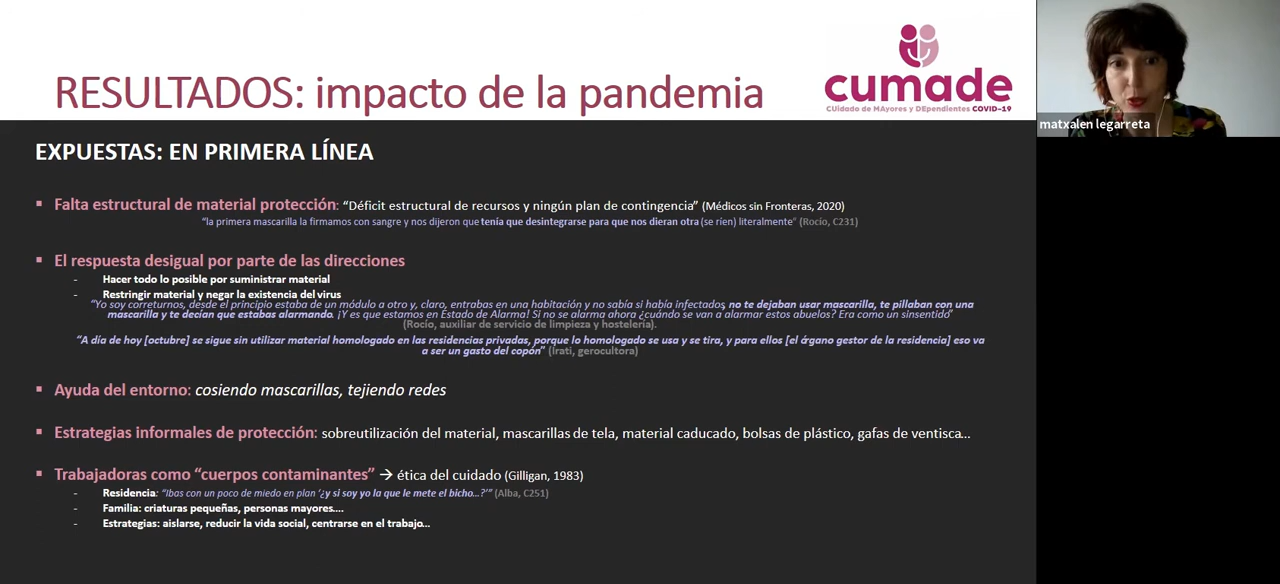 RESULTADOS: impacto de la pandemia
cumade
CUidado de MAyores y DEpendientes COVID-19
matxalen legarreta
EXPUESTAS: EN PRIMERA LÍNEA
▪ Falta estructural de material protección: “Déficit estructural de recursos y ningún plan de contingencia” (Médicos sin Fronteras, 2020)
“la primera mascarilla la firmamos con sangre y nos dijeron que tenía que desintegrarse para que nos dieran otra (se ríen) literalmente” (Rocío, C231)
▪ El respuesta desigual por parte de las direcciones
- Hacer todo lo posible por suministrar material
- Restringir material y negar la existencia del virus
“Yo soy correturnos, desde el principio estaba de un módulo a otro y, claro, entrabas en una habitación y no sabía si había infectados, no te dejaban usar mascarilla, te pillaban con una
mascarilla y te decían que estabas alarmando. ¡Y es que estamos en Estado de Alarma! Si no se alarma ahora ¿cuándo se van a alarmar estos abuelos? Era como un sinsentido”
(Rocío, auxiliar de servicio de limpieza y hostelería).
“A día de hoy [octubre] se sigue sin utilizar material homologado en las residencias privadas, porque lo homologado se usa y se tira, y para ellos [el órgano gestor de la residencia] eso va
a ser un gasto del copón” (Irati, gerocultora)
▪ Ayuda del entorno: cosiendo mascarillas, tejiendo redes
▪ Estrategias informales de protección: sobreutilización del material, mascarillas de tela, material caducado, bolsas de plástico, gafas de ventisca...
▪ Trabajadoras como “cuerpos contaminantes” → ética del cuidado (Gilligan, 1983)
- Residencia: “Ibas con un poco de miedo en plan ‘¿y si soy yo la que le mete el bicho...?’” (Alba, C251)
- Familia: criaturas pequeñas, personas mayores....
- Estrategias: aislarse, reducir la vida social, centrarse en el trabajo...